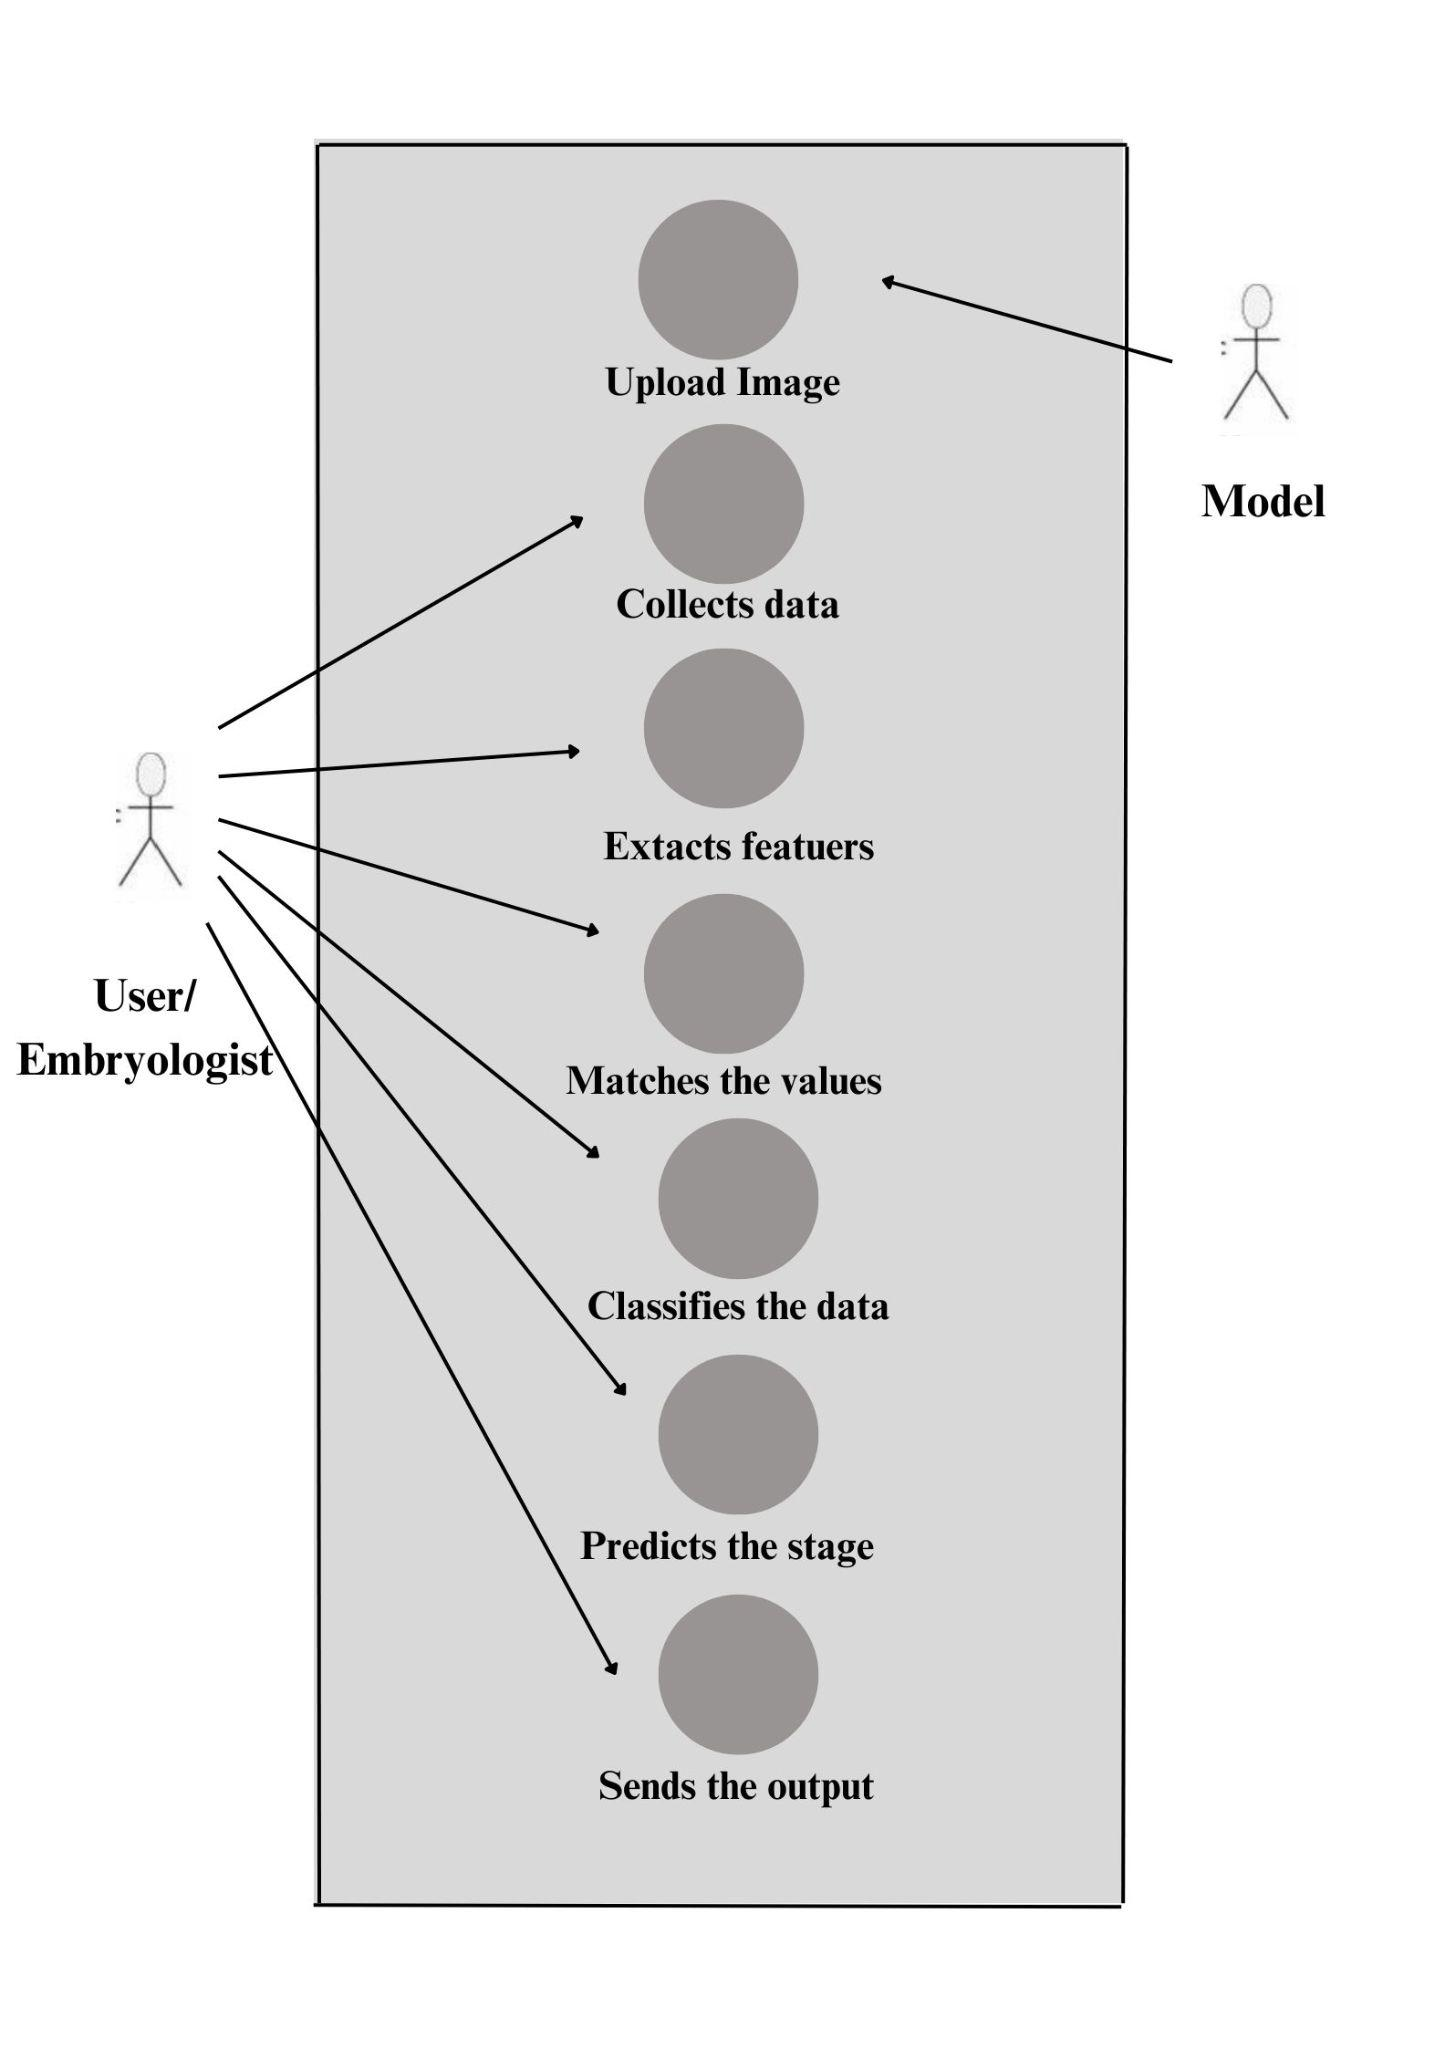 Upload Image
Model
Collects data
Extacts featuers
User/
Embryologist
Matches the values
Classifies the data
Predicts the stage
Sends the output